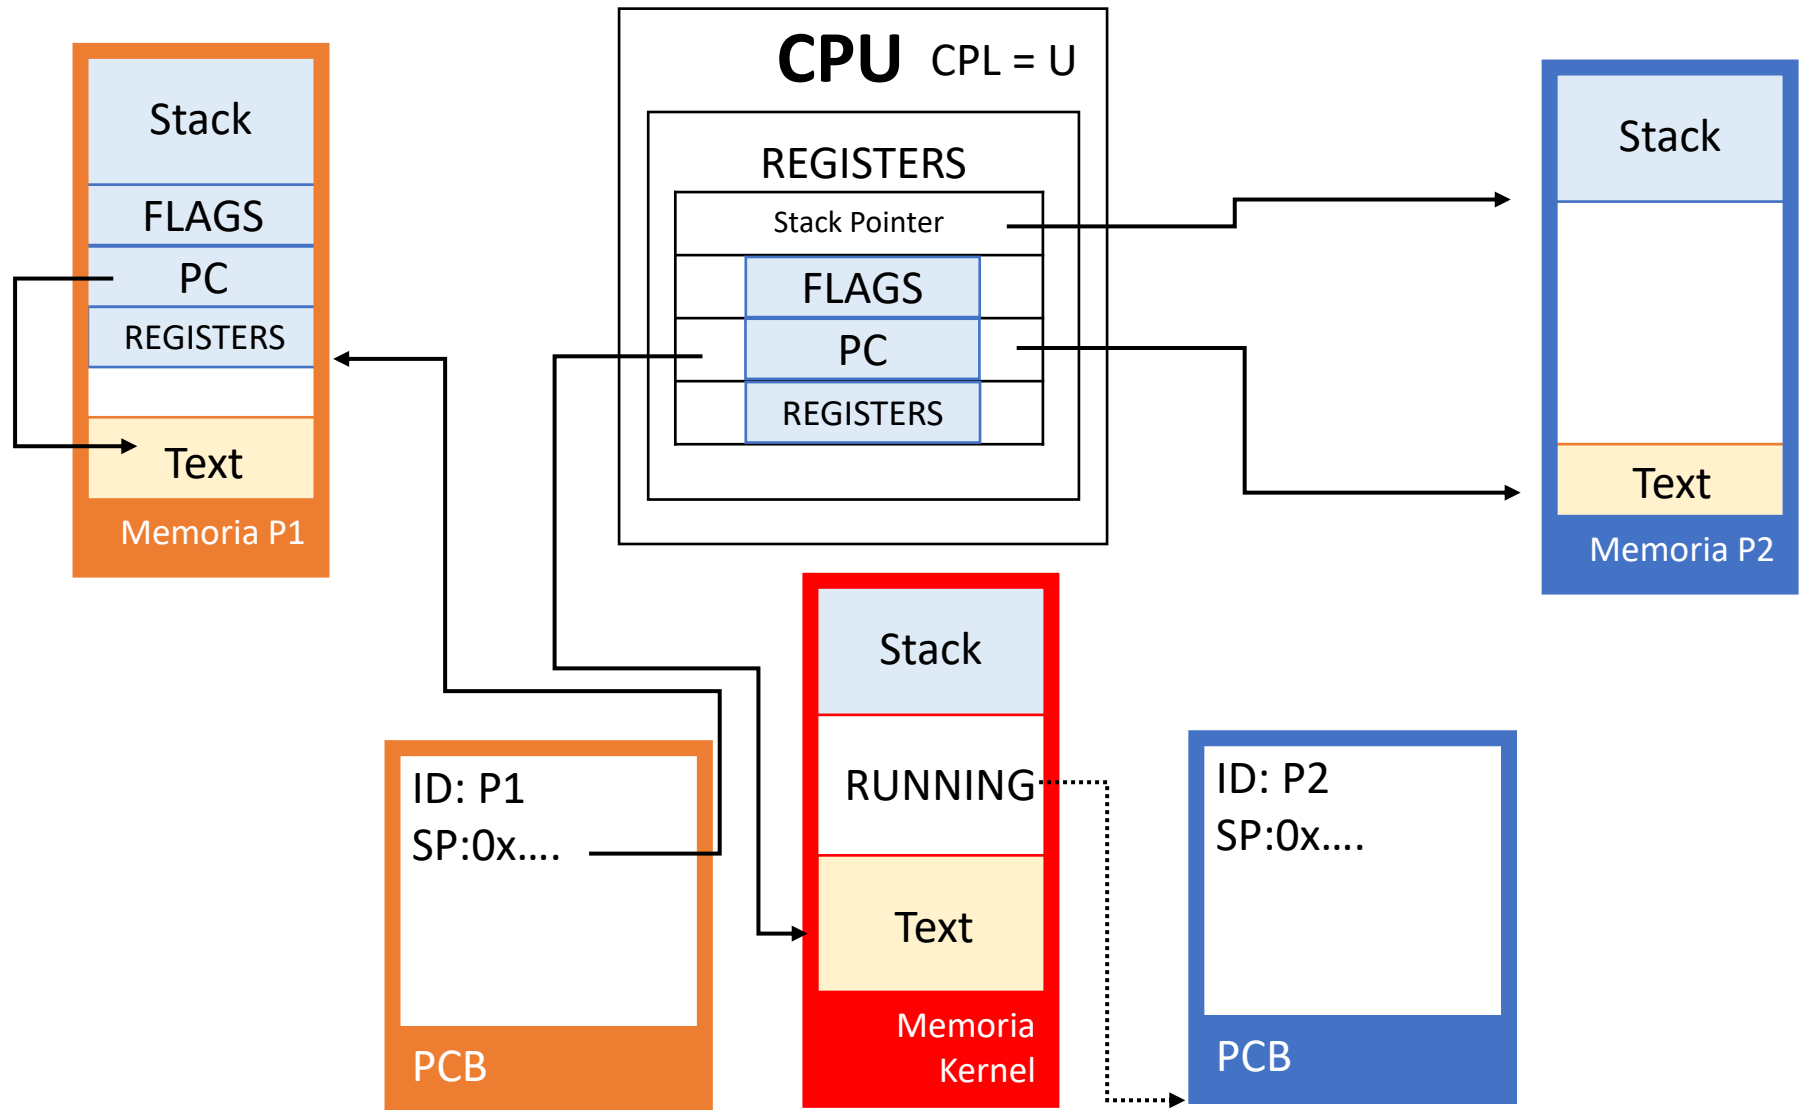 Stack
FLAGS
PC
REGISTERS
Text
Memoria P1
CPU CPL = U
REGISTERS
Stack Pointer
FLAGS
PC
REGISTERS
Stack
Text
Memoria P2
ID: P1
SP:0x....
PCB
Stack
RUNNING
Text
Memoria
Kernel
ID: P2
SP:0x....
PCB